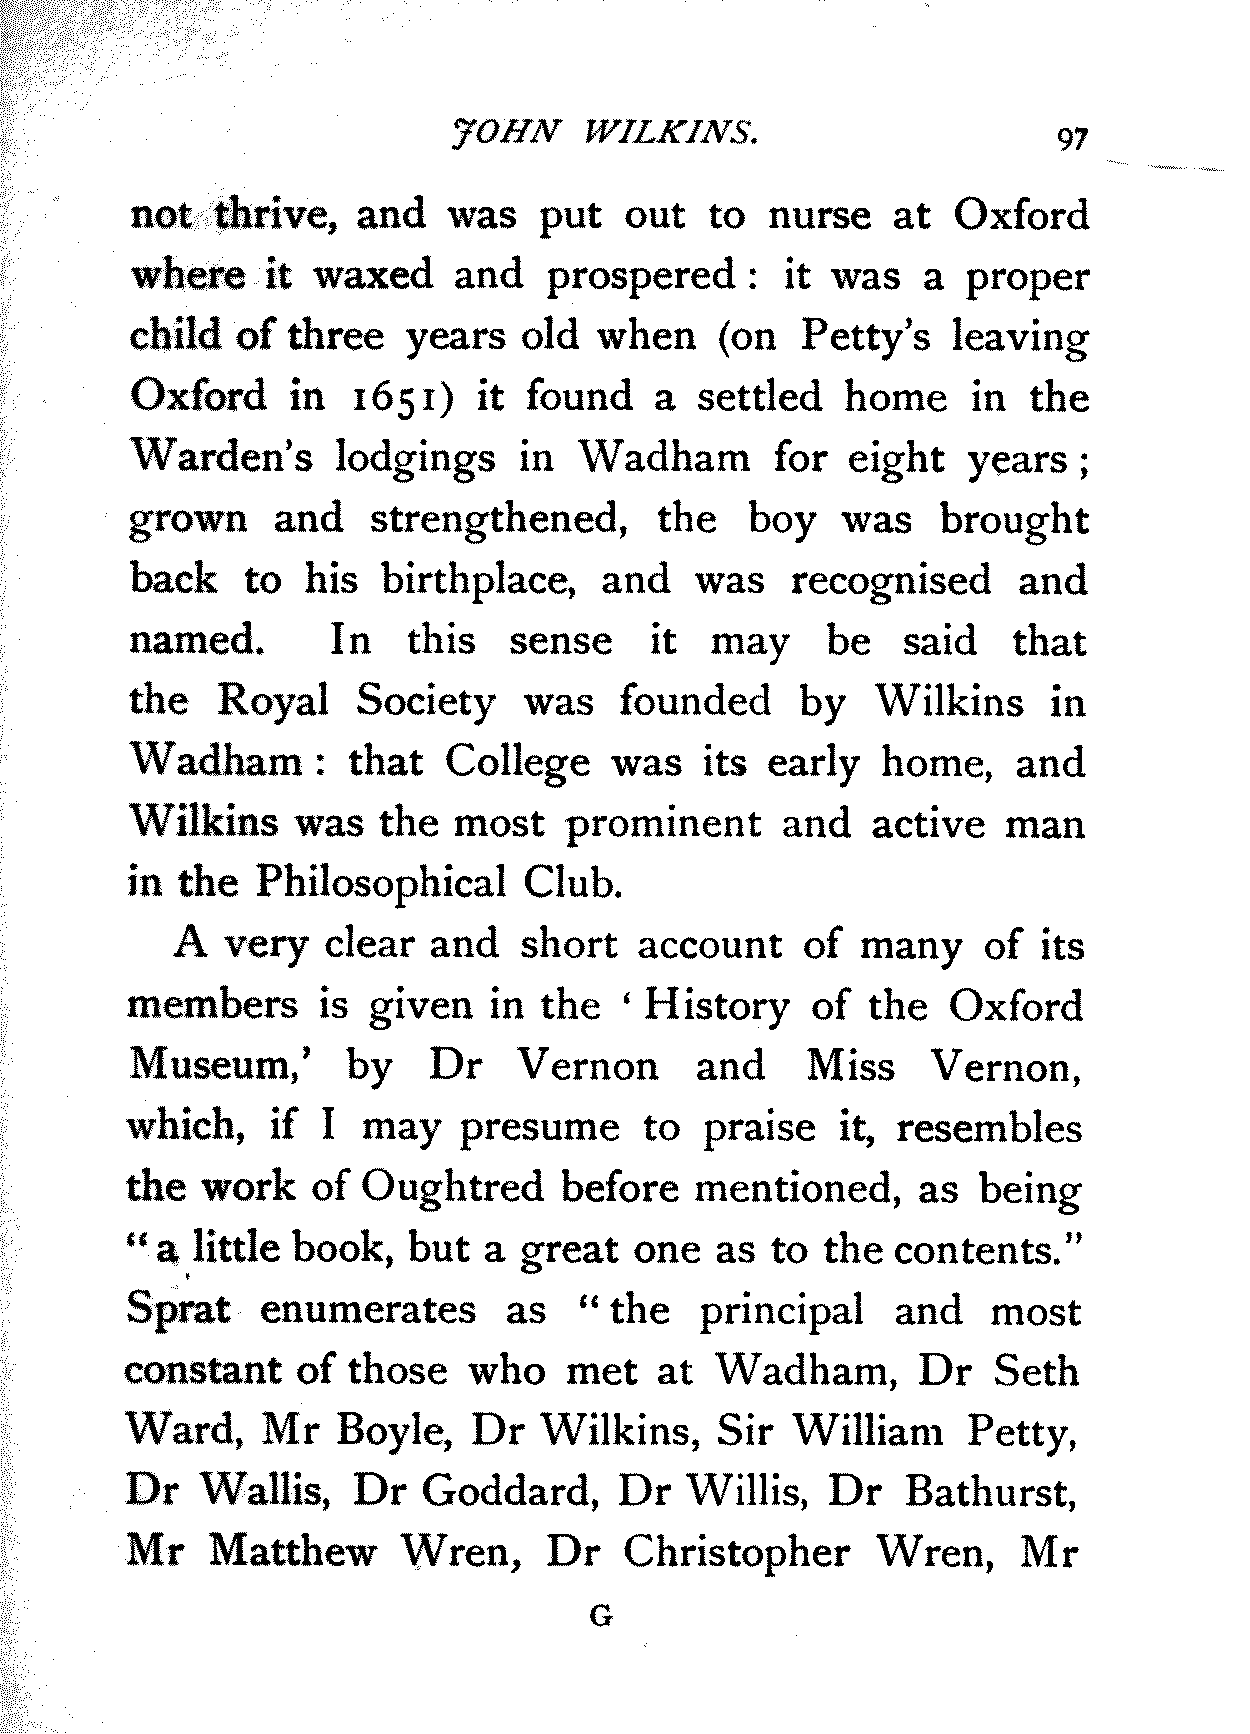 JOHN WILKINS. 97
not thrive, and was put out to nurse at Oxford
where it waxed and prospered : it was a proper
child of three years old when (on Petty's leaving
Oxford in 1651) it found a settled home in the
Warden's lodgings in Wadham for eight years ;
grown and strengthened, the boy was brought
back to his birthplace, and was recognised and
named. In this sense it may be said that
the Royal Society was founded by Wilkins in
Wadham : that College was its early home, and
Wilkins was the most prominent and active man
in the Philosophical Club.
A very clear and short account of many of its
members is given in the ‘ History of the Oxford
Museum,’ by Dr Vernon and Miss Vernon,
which, if I may presume to praise it, resembles
the work of Oughtred before mentioned, as being
“ a little book, but a great one as to the contents.”
Sprat enumerates as “ the principal and most
constant of those who met at Wadham, Dr Seth
Ward, Mr Boyle, Dr Wilkins, Sir William Petty,
Dr Wallis, Dr Goddard, Dr Willis, Dr Bathurst,
Mr Matthew Wren, Dr Christopher Wren, Mr
G